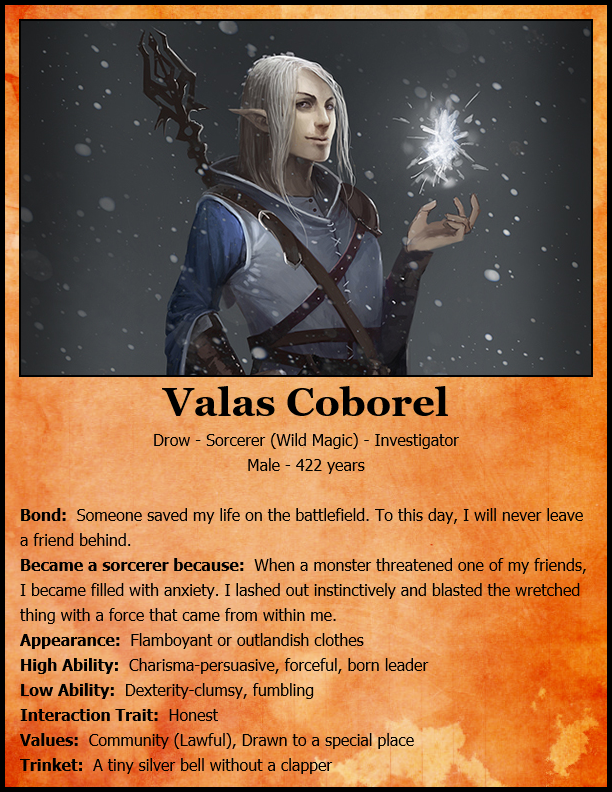 Valas Coborel
Drow - Sorcerer (Wild Magic) - Investigator
Male - 422 years
Bond:  Someone saved my life on the battlefield. To this day, I will never leave
a friend behind.
Became a sorcerer because:  When a monster threatened one of my friends,
I became filled with anxiety. I lashed out instinctively and blasted the wretched
thing with a force that came from within me.
Appearance:  Flamboyant or outlandish clothes
High Ability:  Charisma-persuasive, forceful, born leader
Low Ability:  Dexterity-clumsy, fumbling
Interaction Trait:  Honest
Values:  Community (Lawful), Drawn to a special place
Trinket:  A tiny silver bell without a clapper